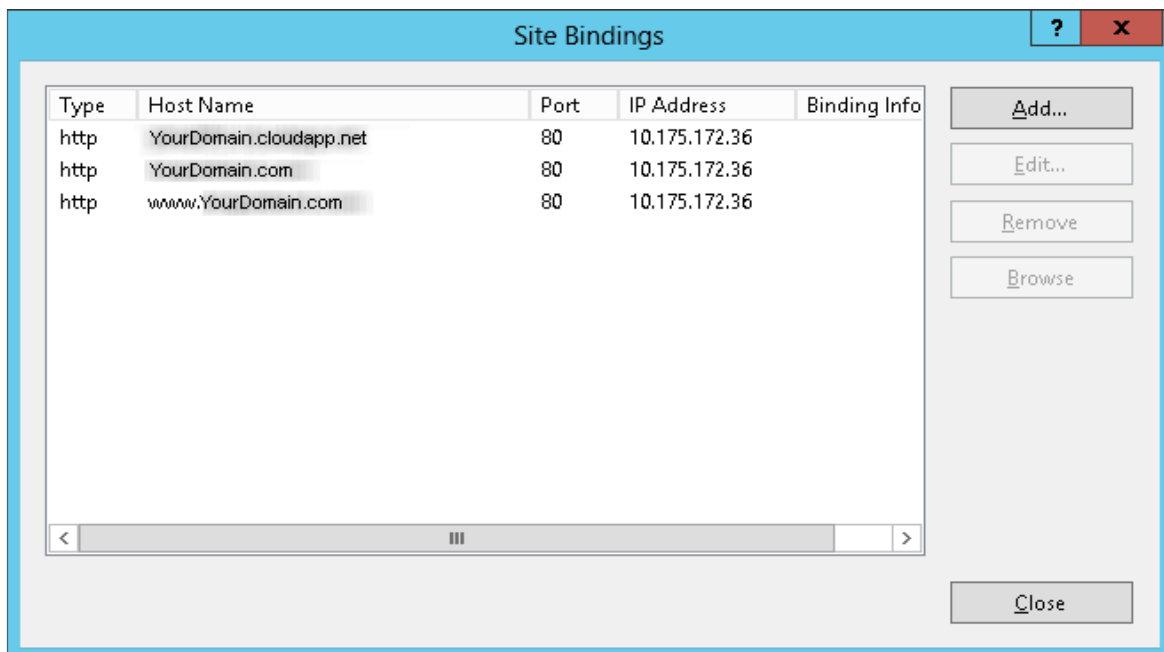 Site Bindings
? x
Type Host Name Port IP Address Binding Info
http YourDomain.cloudapp.net 80 10.175.172.36
http YourDomain.com 80 10.175.172.36
http www.YourDomain.com 80 10.175.172.36
Add...
Edit...
Remove
Browse
Close